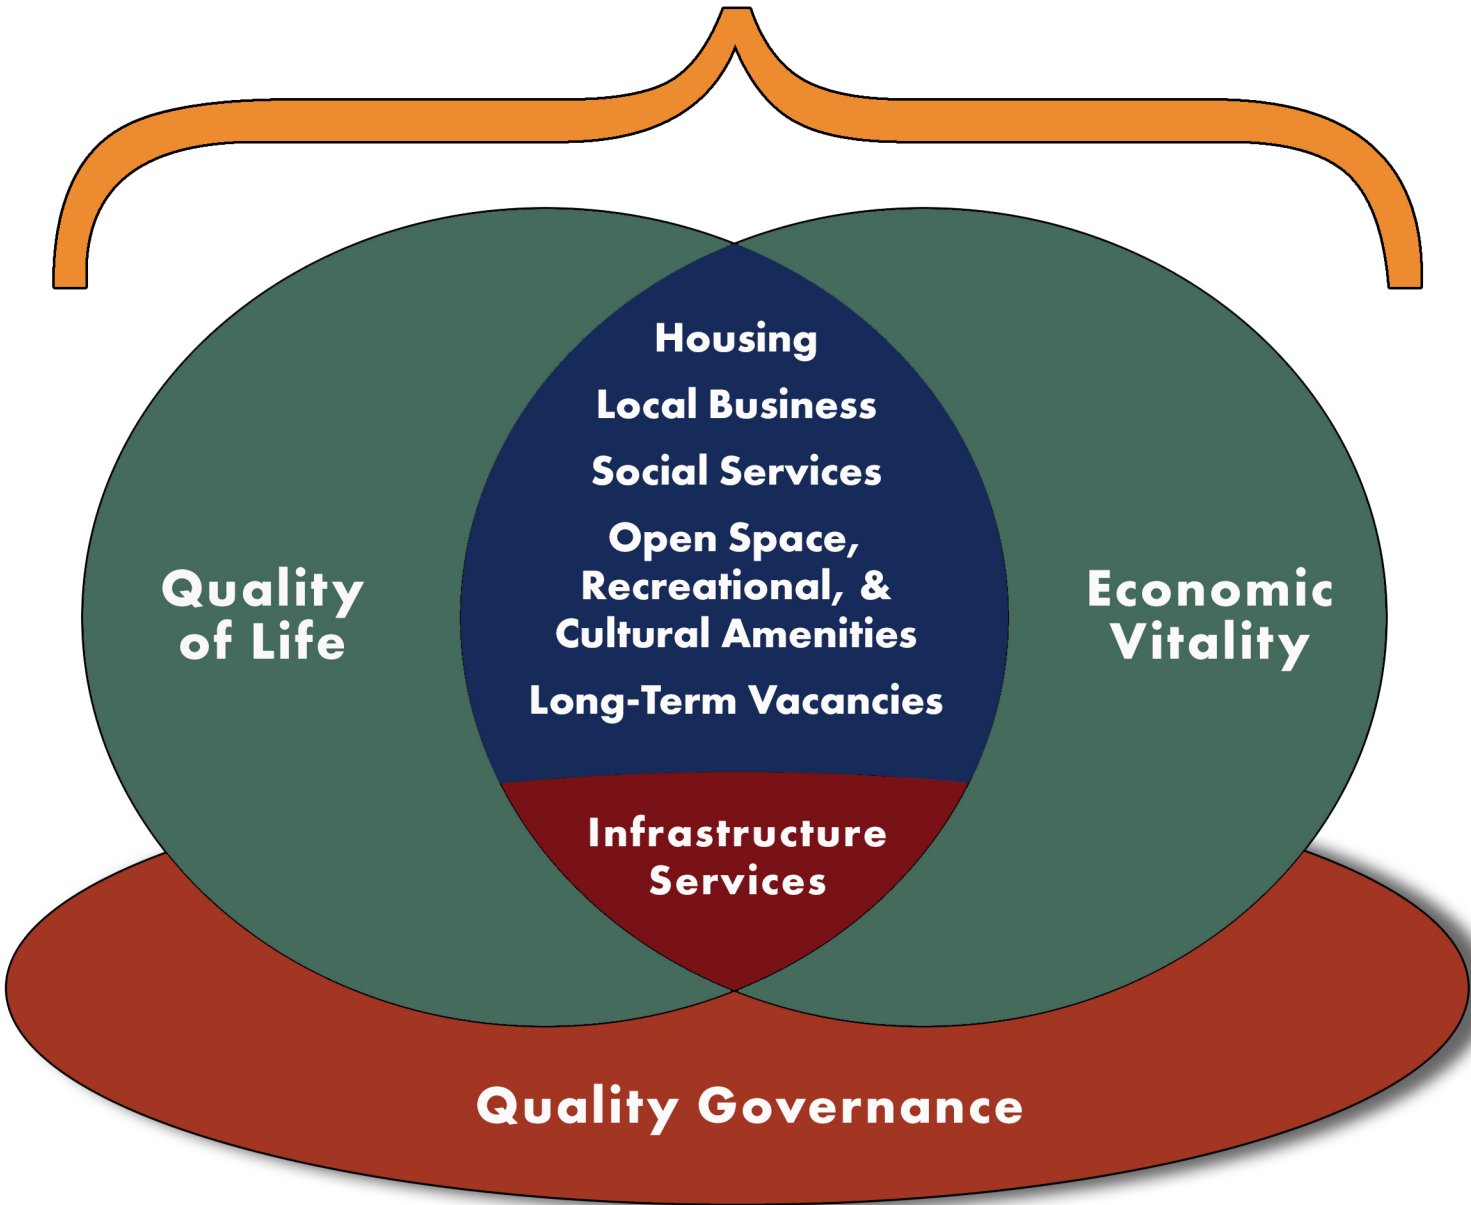 Housing
Local Business
Social Services
Open Space,
Recreational, &
Cultural Amenities
Long-Term Vacancies
Quality
of Life
Economic
Vitality
Infrastructure
Services
Quality Governance